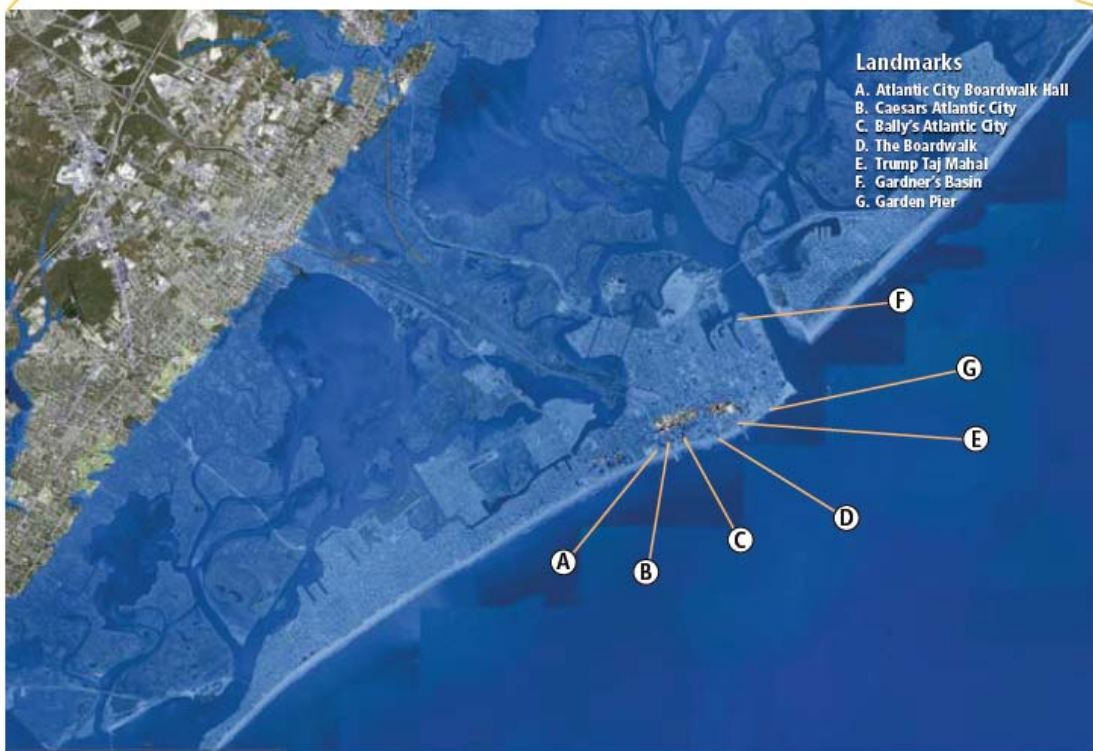 Landmarks
A. Atlantic City Boardwalk Hall
B. Caesars Atlantic City
C. Bally's Atlantic City
D. The Boardwalk
E. Trump Taj Mahal
F. Gardner's Basin
G. Garden Pier
F
G
E
D
C
A
B